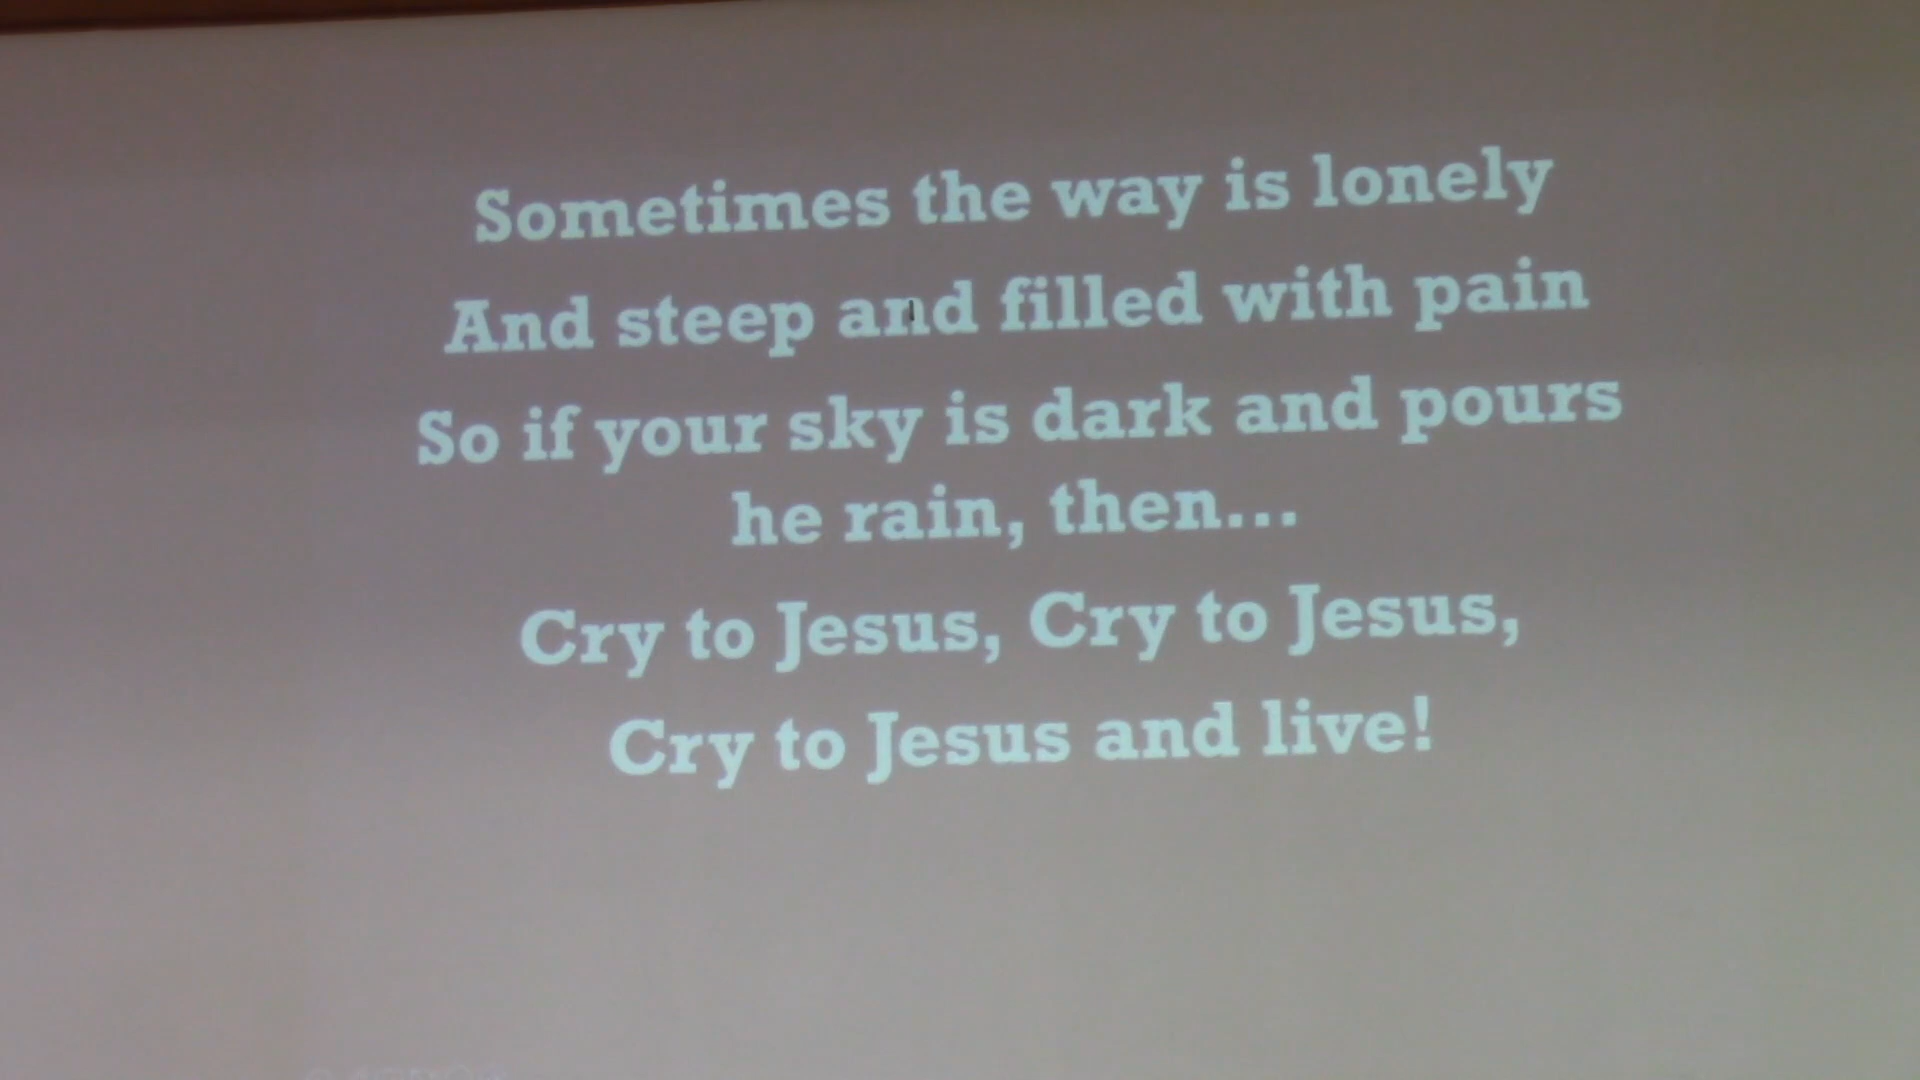 Sometimes the way is lonely
And steep and filled with pain
So if your sky is dark and pours
he rain, then...
Cry to Jesus, Cry to Jesus,
Cry to Jesus and live!